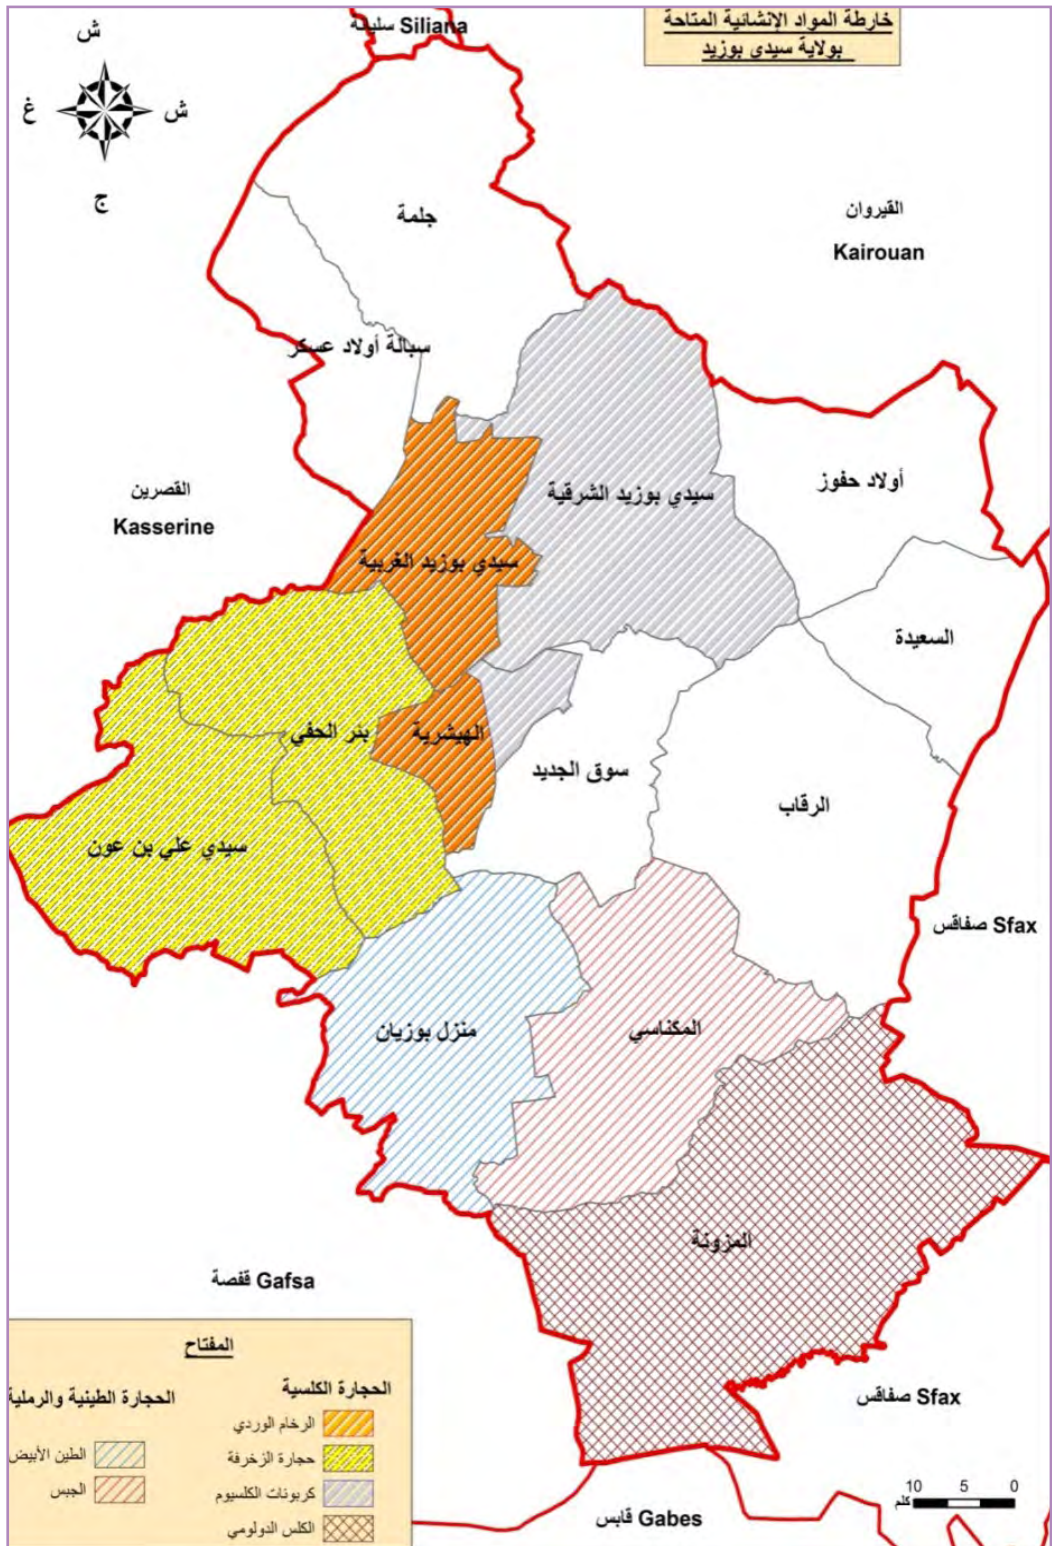 خارطة المواد الإنشائية المتاحة
بولاية سيدي بوزيد
سليانة Siliana
ش
غ
ش
ج
جلمة
القيروان
Kairouan
سبالة أولاد عسكر
القصرين
Kasserine
سيدي بوزيد الشرقية
أولاد حفوز
سيدي بوزيد الغربية
السعيدة
بئر الحفي
الهيشرية
سوق الجديد
الرقاب
سيدي علي بن عون
صفاقس Sfax
منزل بوزيان
المكناسي
المزونة
قفصة Gafsa
صفاقس Sfax
قابس Gabes
المفتاح
الحجارة الكلسية
الرخام الوردي
حجارة الزخرفة
كربونات الكلسيوم
الكلس الدولومي
الحجارة الطينية والرملية
الطين الأبيض
الجبس
10 5 0
كلم